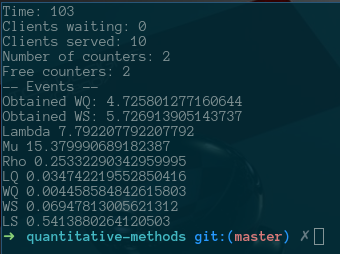 Time: 103
Clients waiting: 0
Clients served: 10
Number of counters: 2
Free counters: 2
-- Events --
Obtained WQ: 4.725801277160644
Obtained WS: 5.726913905143737
Lambda 7.792207792207792
Mu 15.379990689182387
Rho 0.25332290342959995
LQ 0.034742219552850416
WQ 0.004458584842615803
WS 0.06947813005621312
LS 0.5413880264120503
➜ quantitative-methods git:(master) ✗